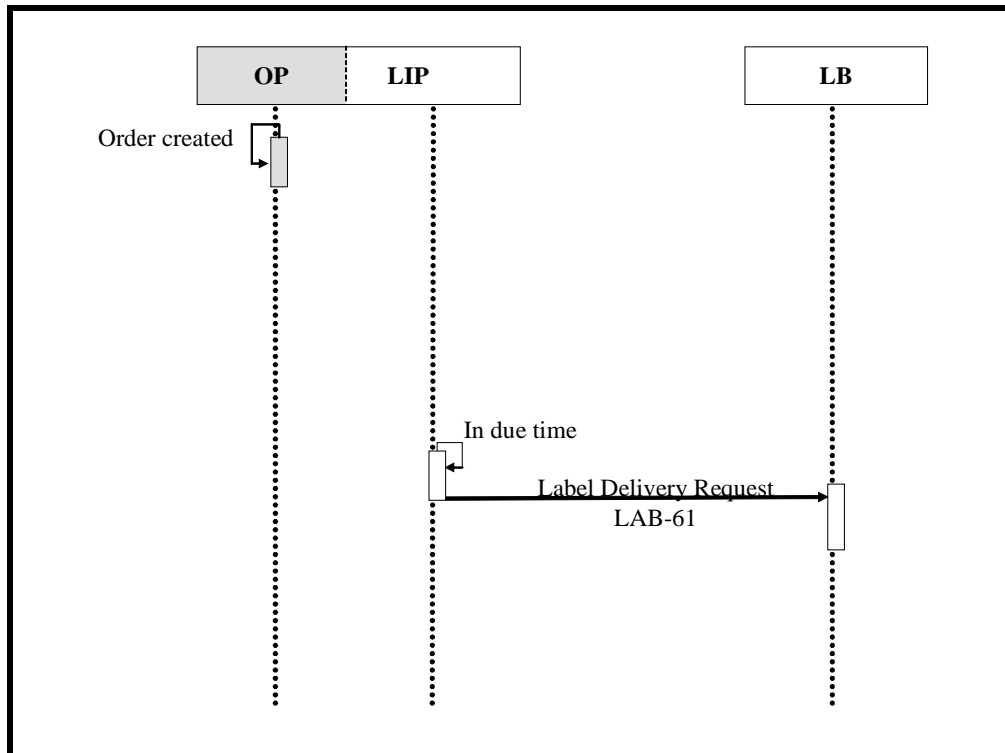 OP
LIP
LB
Order created
In due time
Label Delivery Request
LAB-61